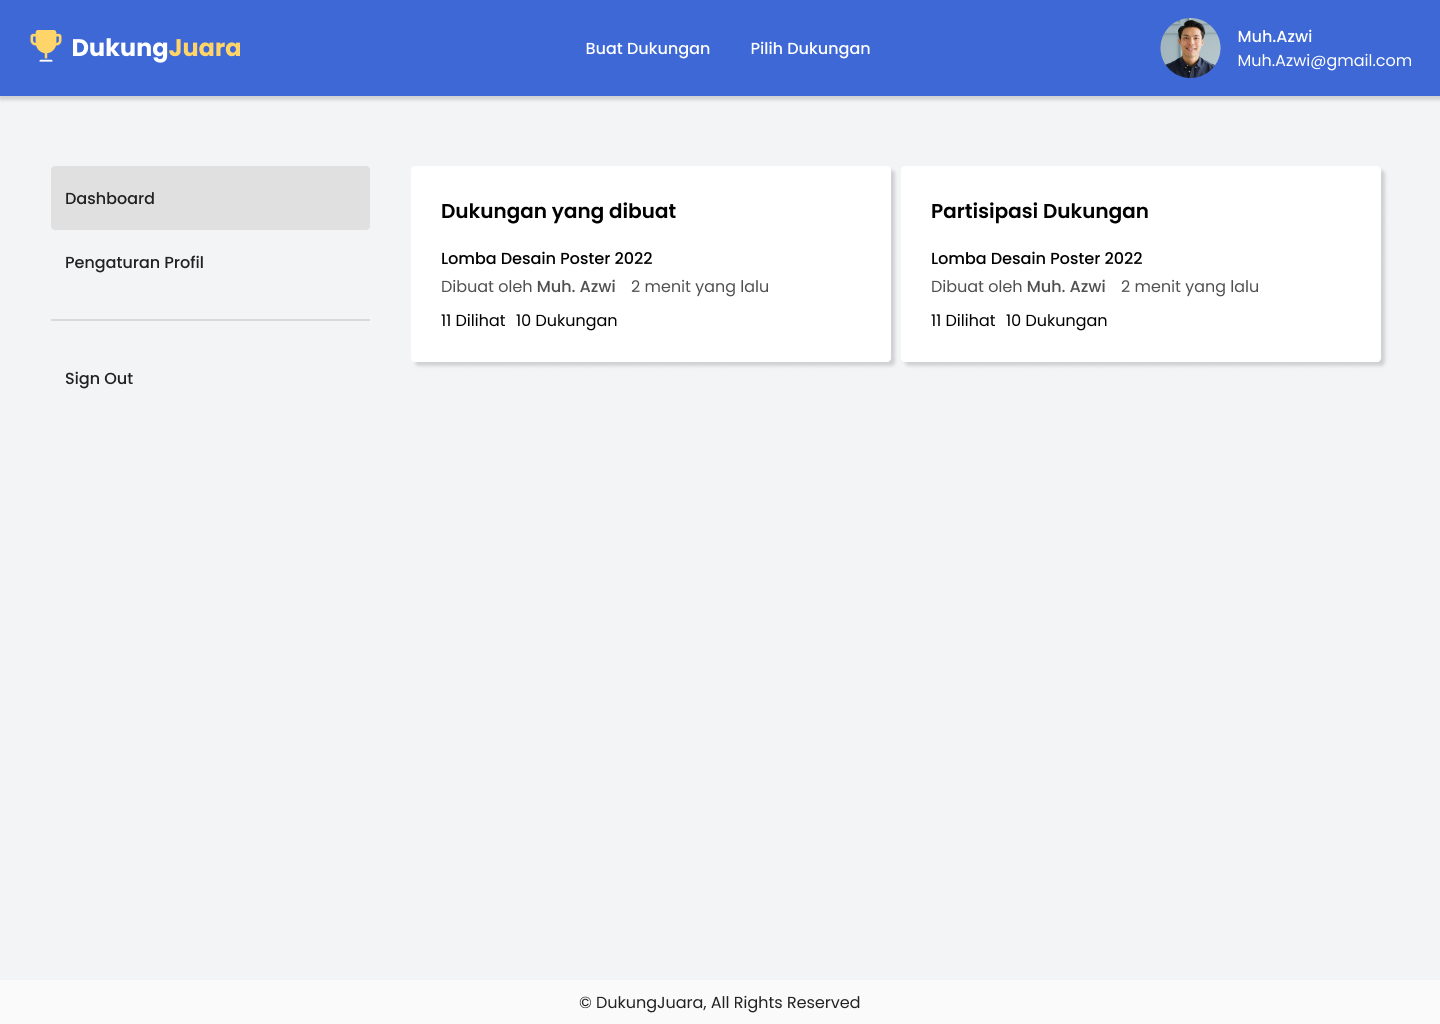 DukungJuara
Buat Dukungan
Pilih Dukungan
Muh.Azwi
Muh.Azwi@gmail.com
Dashboard
Pengaturan Profil
Sign Out
Dukungan yang dibuat
Lomba Desain Poster 2022
Dibuat oleh Muh. Azwi 2 menit yang lalu
11 Dilihat 10 Dukungan
Partisipasi Dukungan
Lomba Desain Poster 2022
Dibuat oleh Muh. Azwi 2 menit yang lalu
11 Dilihat 10 Dukungan
© DukungJuara, All Rights Reserved